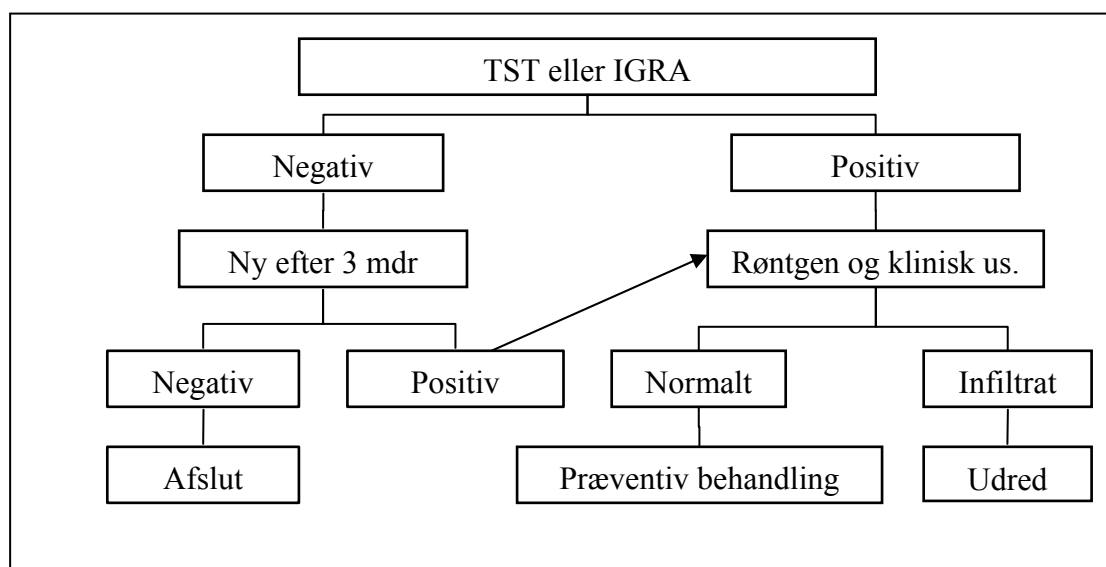 TST eller IGRA
Negativ
Positiv
Ny efter 3 mdr
Røntgen og klinisk us.
Negativ
Positiv
Normalt
Infiltrat
Afslut
Præventiv behandling
Udred